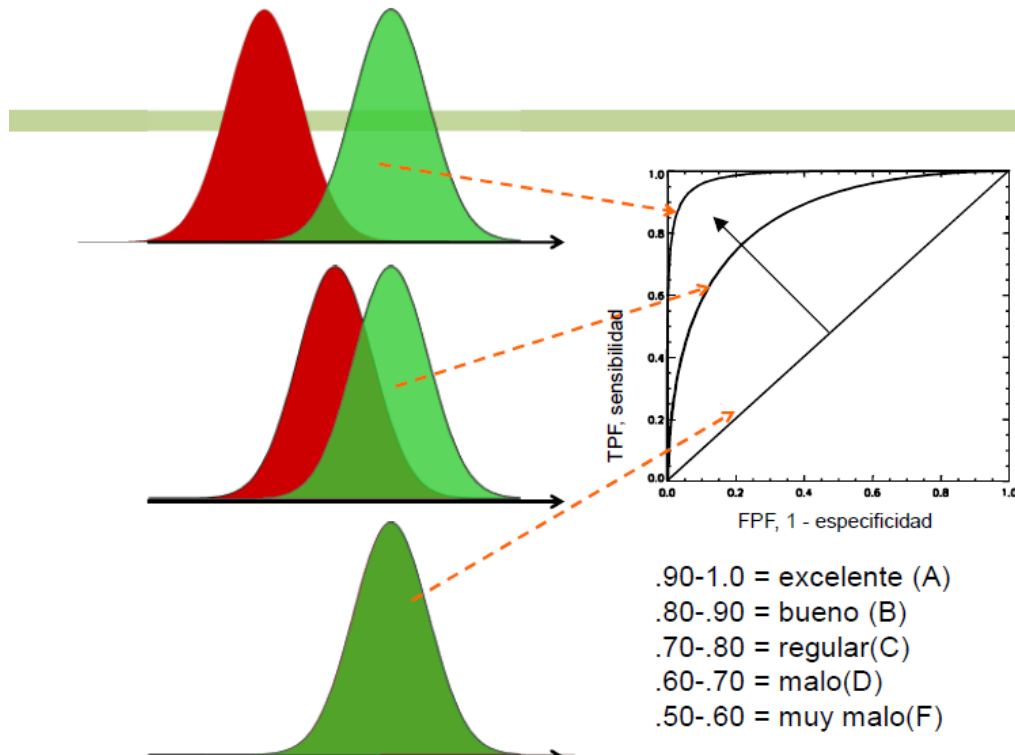 1.0
0.8
0.6
0.4
0.2
0.0
0.0 0.2 0.4 0.6 0.8 1.0
TPF, sensibilidad
FPF, 1 - especificidad
.90-1.0 = excelente (A)
.80-.90 = bueno (B)
.70-.80 = regular(C)
.60-.70 = malo(D)
.50-.60 = muy malo(F)